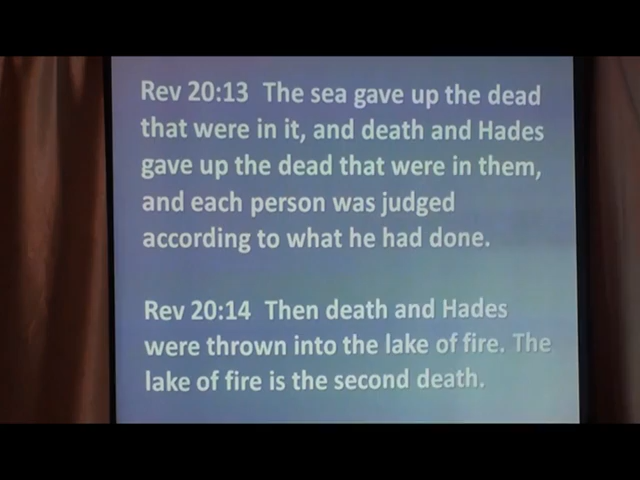 Rev 20:13  The sea gave up the dead
that were in it, and death and Hades
gave up the dead that were in them,
and each person was judged
according to what he had done.
Rev 20:14  Then death and Hades
were thrown into the lake of fire. The
lake of fire is the second death.